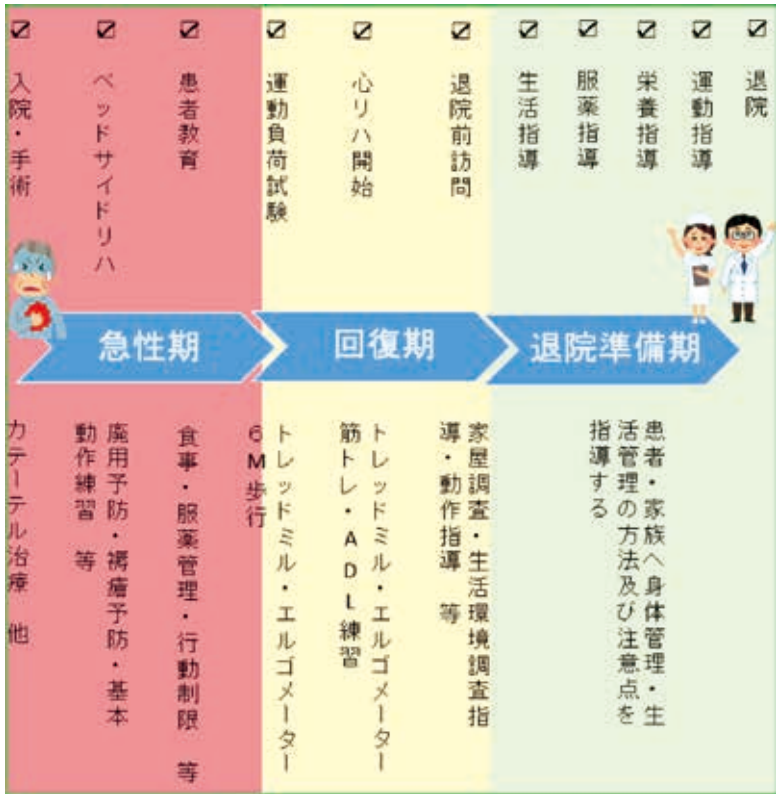 ☑ 入院・手術
☑ ベッドサイドリハ
☑ 患者教育
☑ 運動負荷試験
☑ 心リハ開始
☑ 退院前訪問
☑ 生活指導
☑ 服薬指導
☑ 栄養指導
☑ 運動指導
☑ 退院
急性期
回復期
退院準備期
カテーテル治療 他
廃用予防・褥瘡予防・基本
動作練習 等
食事・服薬管理・行動制限 等
トレッドミル・エルゴメーター
6M歩行
トレッドミル・エルゴメーター
筋トレ・ADL練習
家屋調査・生活環境調査指
導・動作指導 等
患者・家族へ身体管理・生
活管理の方法及び注意点を
指導する